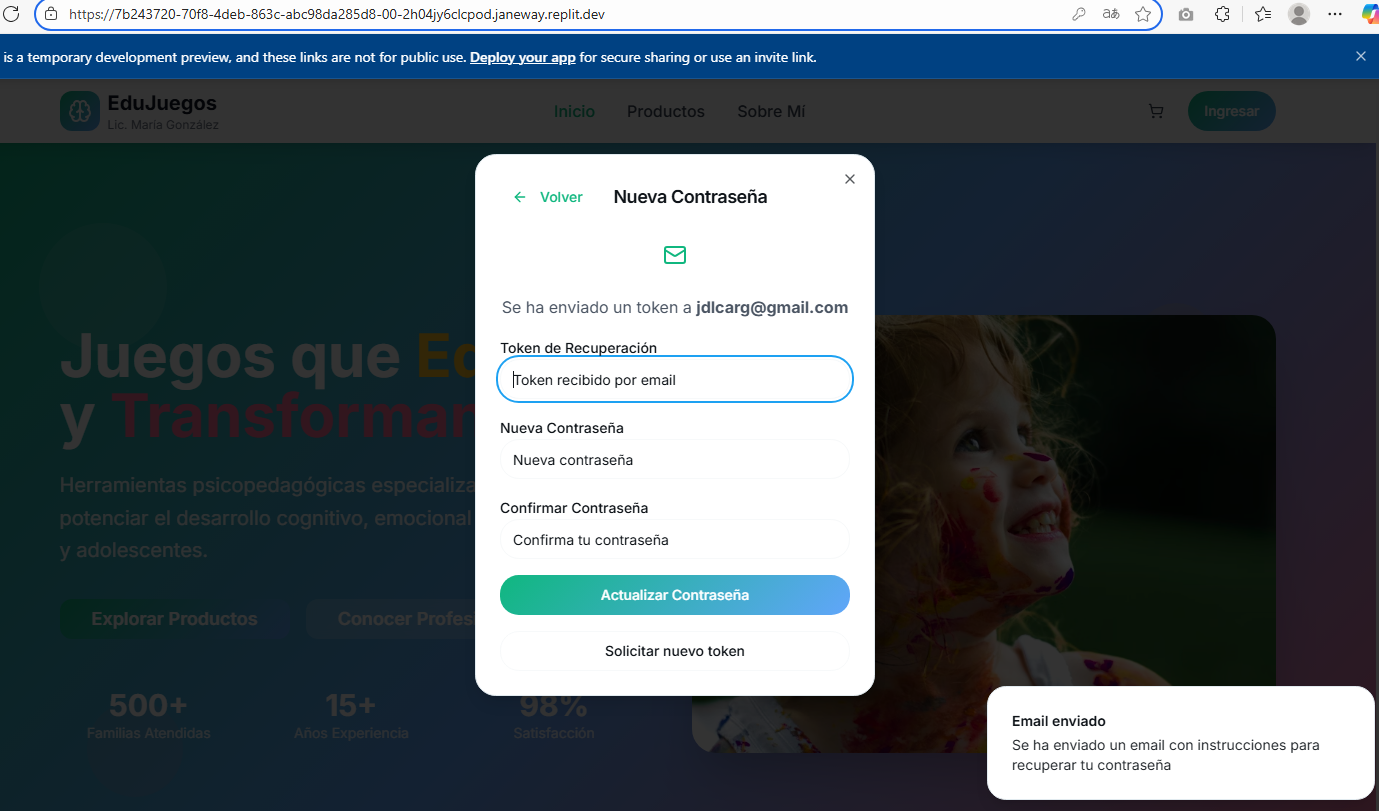 https://7b243720-70f8-4deb-863c-abc98da285d8-00-2h04jy6clcpod.janeway.replit.dev
is a temporary development preview, and these links are not for public use. Deploy your app for secure sharing or use an invite link.
EduJuegos
Lic. María González
Inicio
Productos
Sobre Mí
Ingresar
Volver
Nueva Contraseña
Se ha enviado un token a jdlcarg@gmail.com
Token de Recuperación
Token recibido por email
Nueva Contraseña
Nueva contraseña
Confirmar Contraseña
Confirma tu contraseña
Actualizar Contraseña
Solicitar nuevo token
Juegos que
y Transforman
Herramientas psicopedagógicas
potenciar el desarrollo cognitivo, emocional
y adolescentes.
Explorar Productos
Conocer
500+
Familias Atendidas
15+
Años Experiencia
98%
Satisfacción
Email enviado
Se ha enviado un email con instrucciones para
recuperar tu contraseña